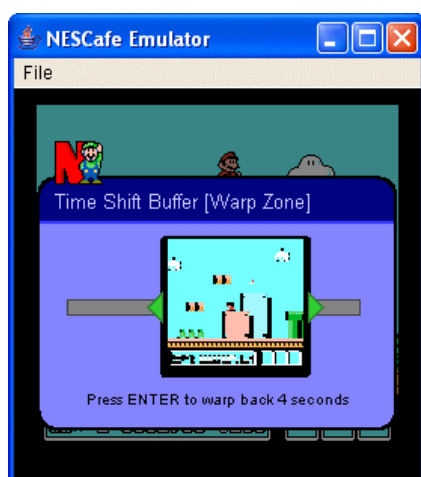 NESCafe Emulator
File
N
Time Shift Buffer [Warp Zone]
Press ENTER to warp back 4 seconds